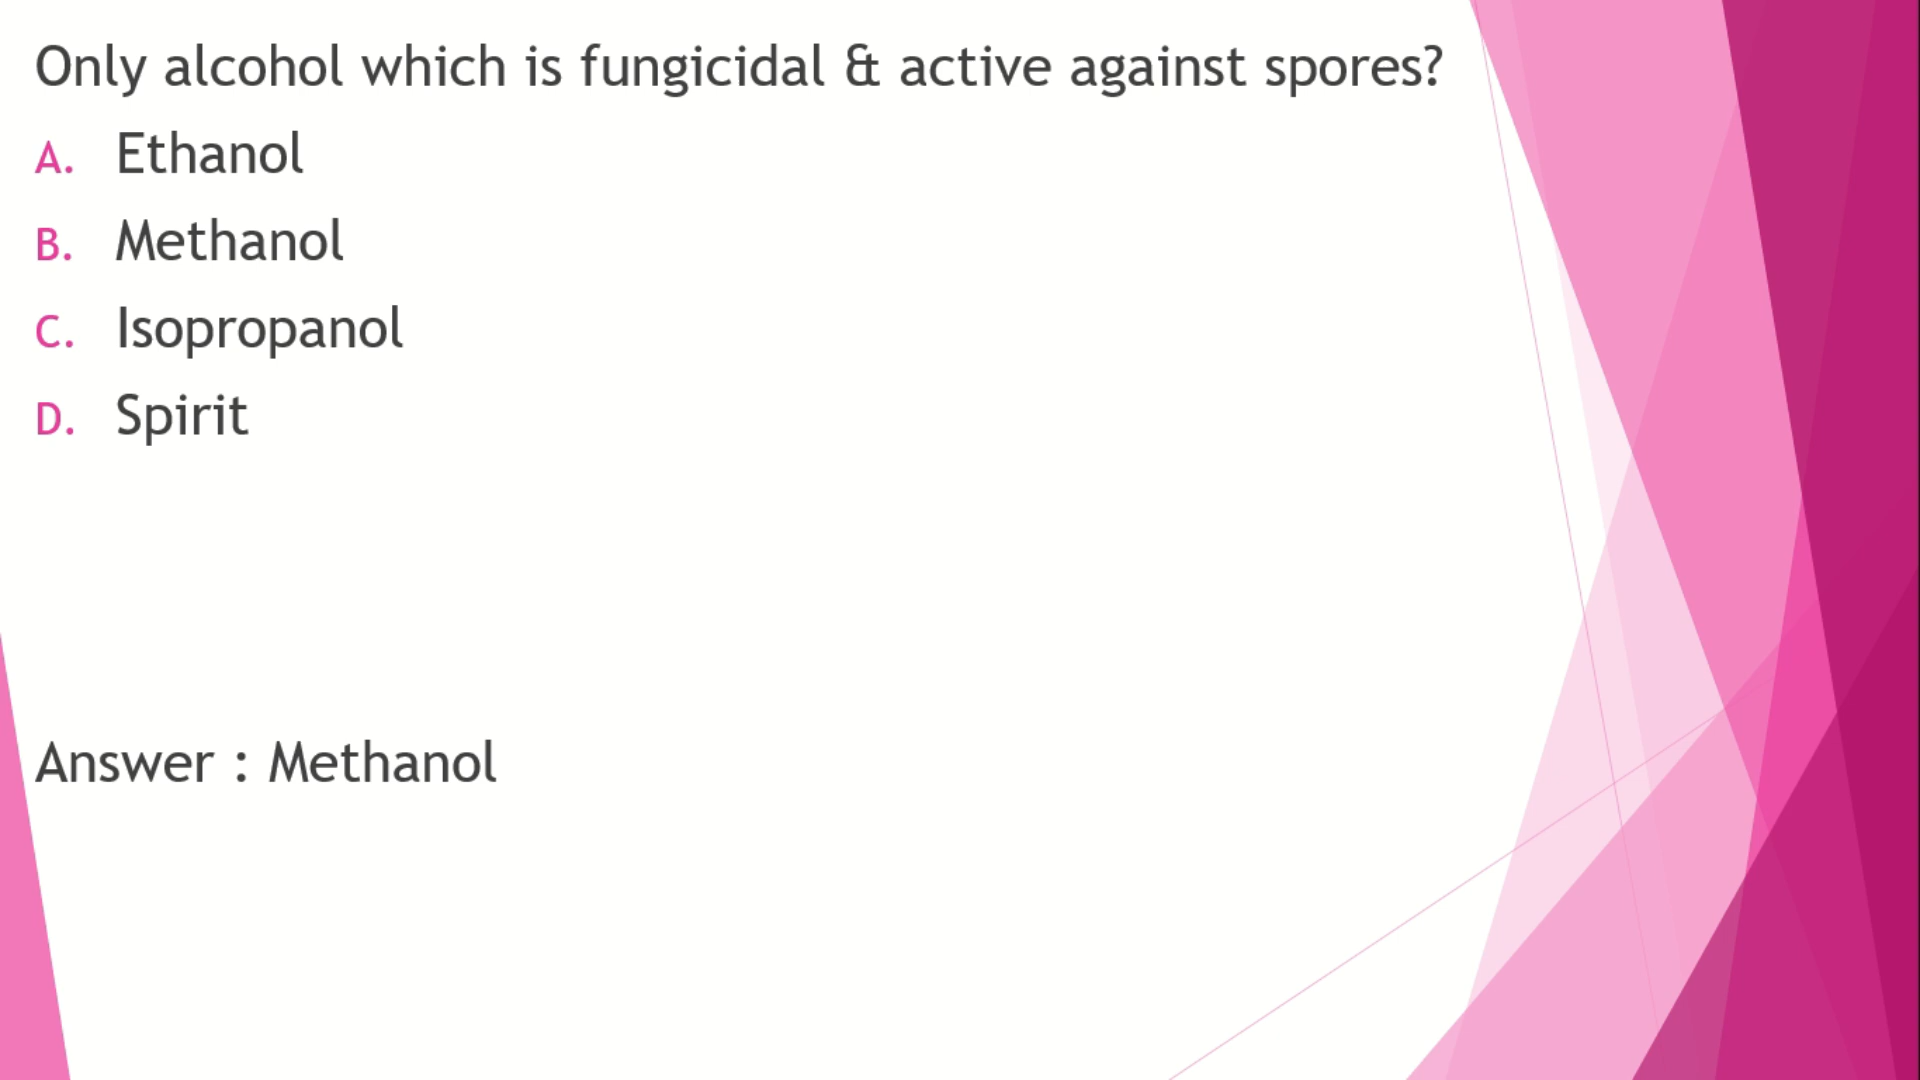 Only alcohol which is fungicidal & active against spores?
A. Ethanol
B. Methanol
C. Isopropanol
D. Spirit
Answer : Methanol